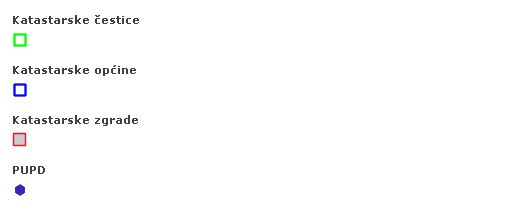 Katastarske čestice
Katastarske općine
Katastarske zgrade
PUPD